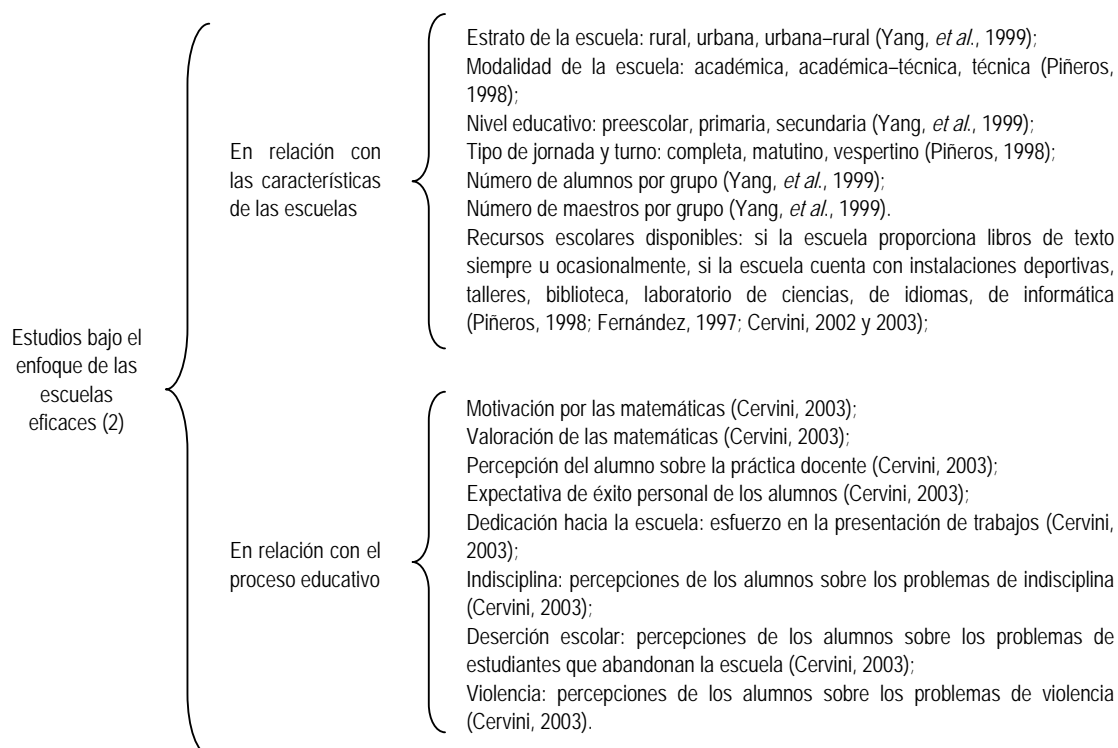 Estudios bajo el
enfoque de las
escuelas
eficaces (2)
En relación con
las características
de las escuelas
Estrato de la escuela: rural, urbana, urbana–rural (Yang, et al., 1999);
Modalidad de la escuela: académica, académica–técnica, técnica (Piñeros,
1998);
Nivel educativo: preescolar, primaria, secundaria (Yang, et al., 1999);
Tipo de jornada y turno: completa, matutino, vespertino (Piñeros, 1998);
Número de alumnos por grupo (Yang, et al., 1999);
Número de maestros por grupo (Yang, et al., 1999).
Recursos escolares disponibles: si la escuela proporciona libros de texto
siempre u ocasionalmente, si la escuela cuenta con instalaciones deportivas,
talleres, biblioteca, laboratorio de ciencias, de idiomas, de informática
(Piñeros, 1998; Fernández, 1997; Cervini, 2002 y 2003);
En relación con el
proceso educativo
Motivación por las matemáticas (Cervini, 2003);
Valoración de las matemáticas (Cervini, 2003);
Percepción del alumno sobre la práctica docente (Cervini, 2003);
Expectativa de éxito personal de los alumnos (Cervini, 2003);
Dedicación hacia la escuela: esfuerzo en la presentación de trabajos (Cervini,
2003);
Indisciplina: percepciones de los alumnos sobre los problemas de indisciplina
(Cervini, 2003);
Deserción escolar: percepciones de los alumnos sobre los problemas de
estudiantes que abandonan la escuela (Cervini, 2003);
Violencia: percepciones de los alumnos sobre los problemas de violencia
(Cervini, 2003).